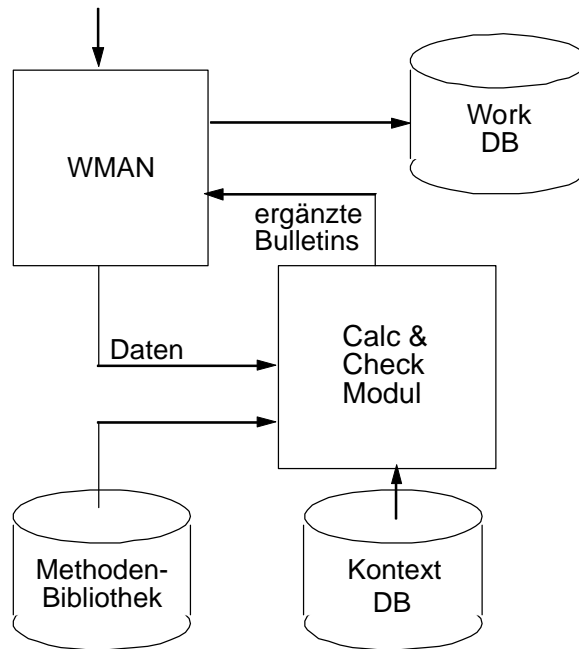 Work
DB
WMAN
ergänzte
Bulletins
Daten
Calc &
Check
Modul
Methoden-
Bibliothek
Kontext
DB